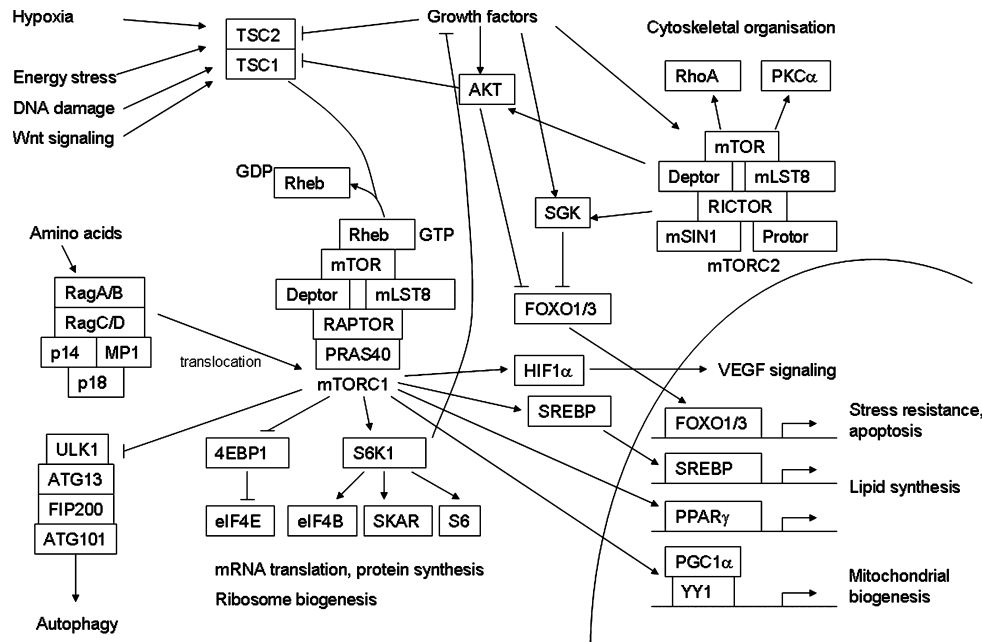 Hypoxia
Growth factors
TSC2
TSC1
Cytoskeletal organisation
Energy stress
RhoA
PKCα
AKT
DNA damage
Wnt signaling
mTOR
GDP
Rheb
Deptor
mLST8
RICTOR
SGK
mSIN1
Protor
mTORC2
Amino acids
Rheb
GTP
mTOR
RagA/B
Deptor
mLST8
FOXO1/3
RagC/D
RAPTOR
p14
MP1
translocation
PRAS40
p18
mTORC1
HIF1α
VEGF signaling
SREBP
FOXO1/3
Stress resistance,
apoptosis
ULK1
4EBP1
S6K1
SREBP
ATG13
Lipid synthesis
FIP200
eIF4E
eIF4B
SKAR
S6
PPARγ
ATG101
mRNA translation, protein synthesis
PGC1α
Mitochondrial
biogenesis
YY1
Ribosome biogenesis
Autophagy